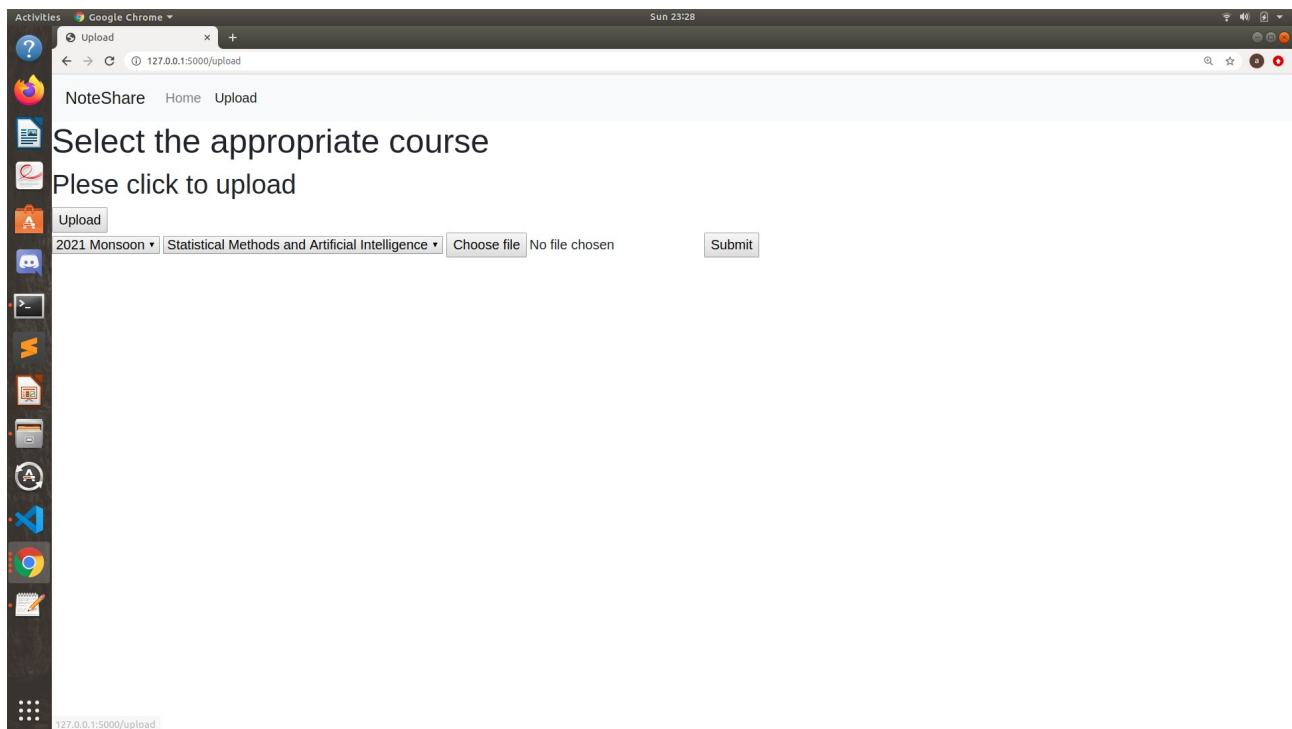 Activities Google Chrome Sun 23:28
Upload
127.0.0.1:5000/upload a
NoteShare Home Upload
Select the appropriate course
Plese click to upload
Upload
2021 Monsoon Statistical Methods and Artificial Intelligence Choose file No file chosen Submit
127.0.0.1:5000/upload